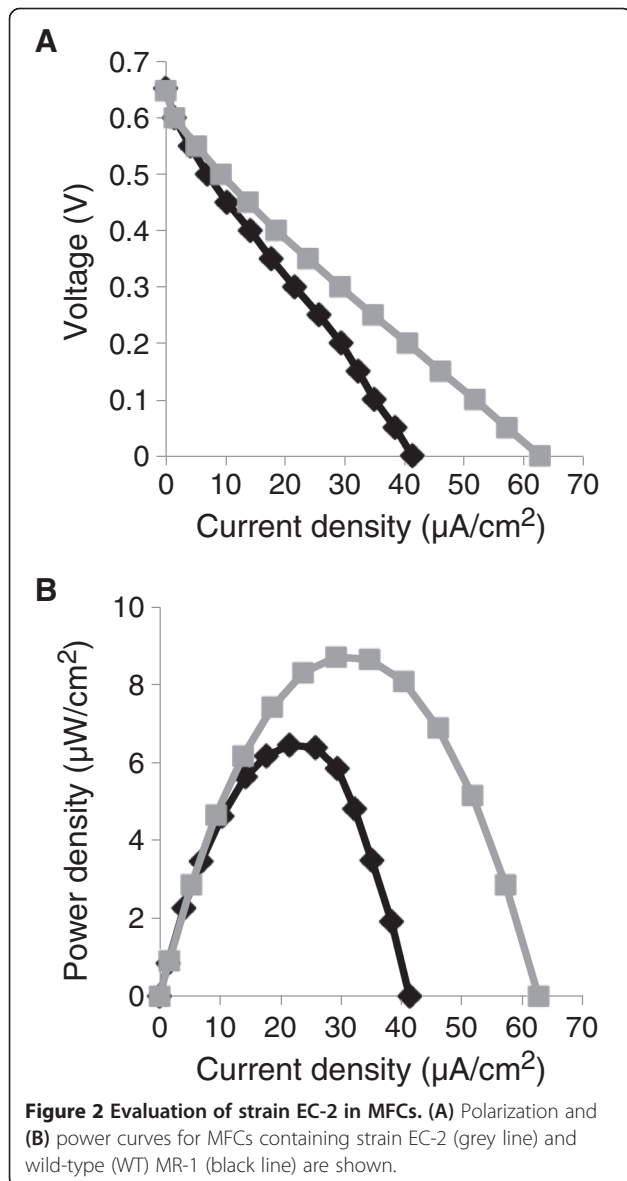 A
0.7
0.6
0.5
0.4
0.3
0.2
0.1
0
Voltage (V)
0 10 20 30 40 50 60 70
Current density (µA/cm²)
B
10
8
6
4
2
0
Power density (µW/cm²)
0 10 20 30 40 50 60 70
Current density (µA/cm²)
Figure 2 Evaluation of strain EC-2 in MFCs. (A) Polarization and
(B) power curves for MFCs containing strain EC-2 (grey line) and
wild-type (WT) MR-1 (black line) are shown.